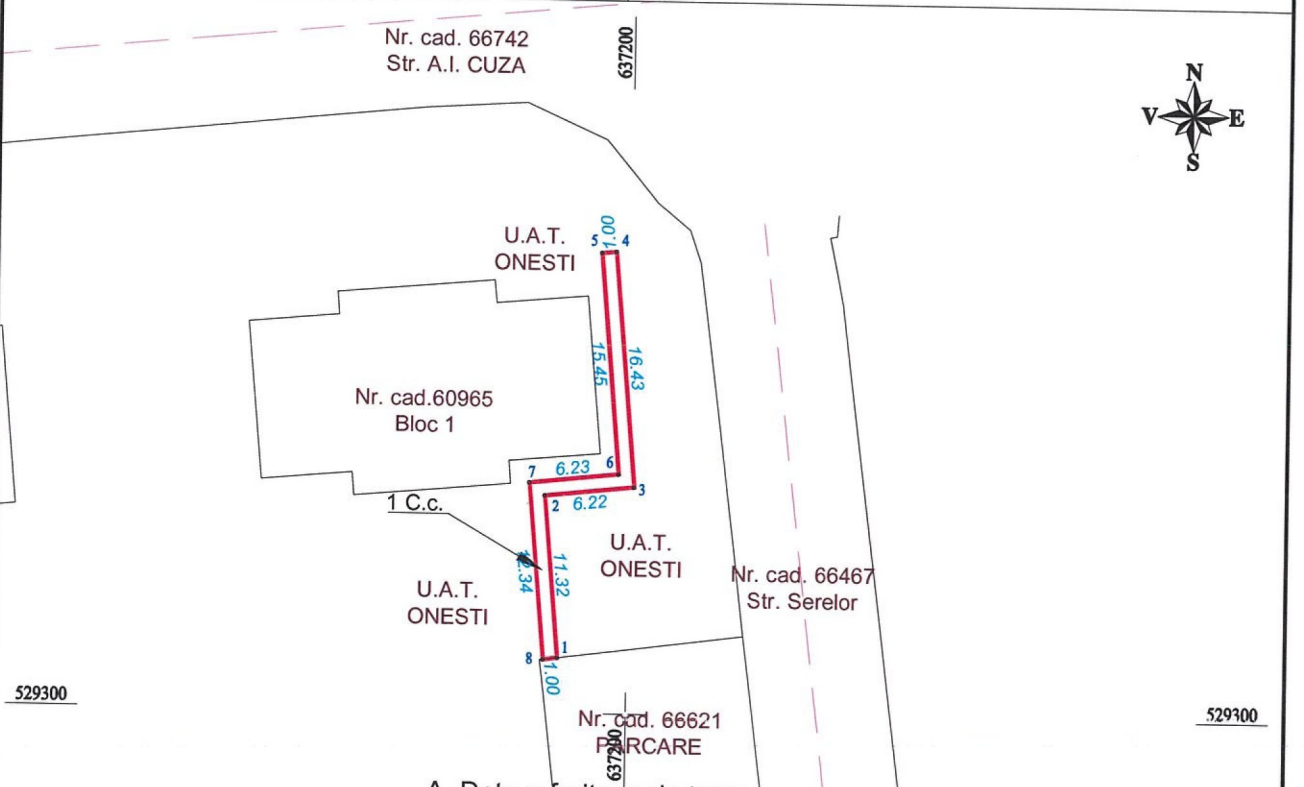 Nr. cad. 66742
Str. A.I. CUZA
637200
N
V
E
S
U.A.T.
ONESTI
5
1.00
4
15.45
16.43
Nr. cad.60965
Bloc 1
7
6.23
6
2
6.22
3
1 C.c.
12.34
11.32
U.A.T.
ONESTI
U.A.T.
ONESTI
Nr. cad. 66467
Str. Serelor
8
1
1.00
529300
529300
Nr. cad. 66621
PARCARE
637200